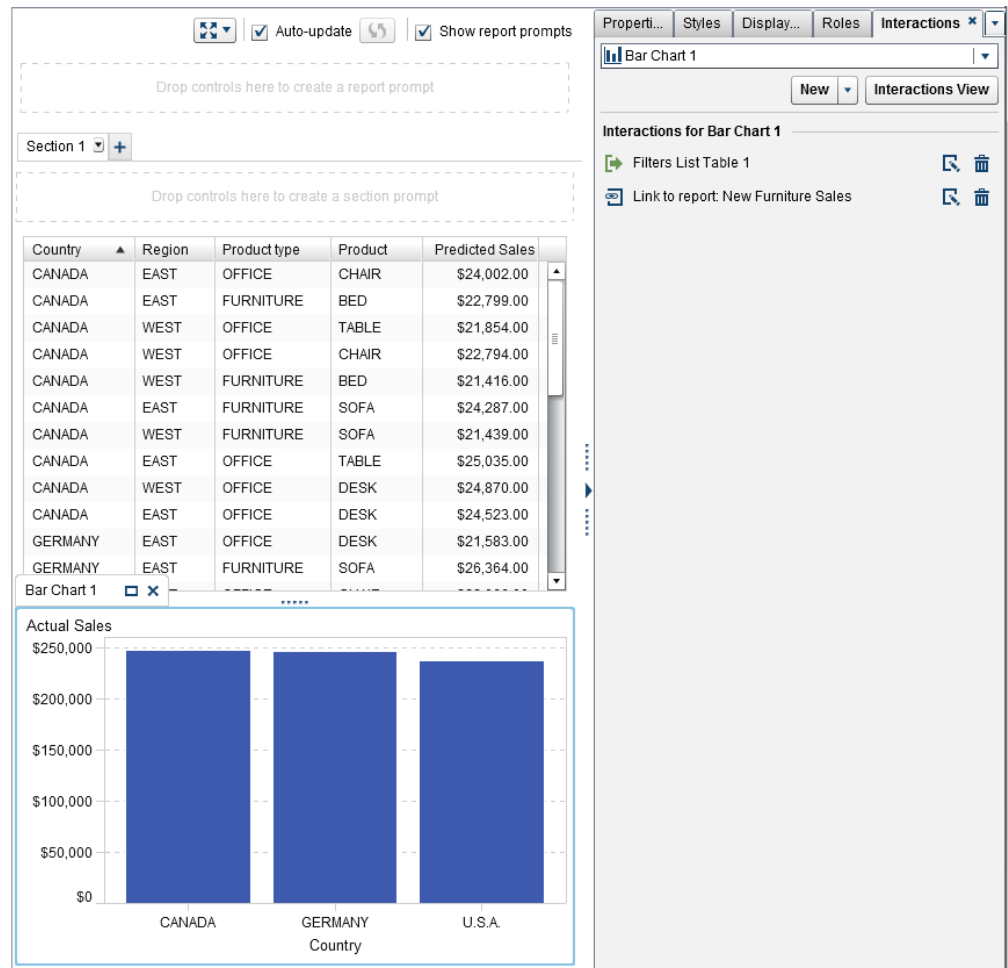 Auto-update
Show report prompts
Drop controls here to create a report prompt
Section 1
Drop controls here to create a section prompt
Country Region Product type Product Predicted Sales
CANADA EAST OFFICE CHAIR $24,002.00
CANADA EAST FURNITURE BED $22,799.00
CANADA WEST OFFICE TABLE $21,854.00
CANADA WEST OFFICE CHAIR $22,794.00
CANADA WEST FURNITURE BED $21,416.00
CANADA EAST FURNITURE SOFA $24,287.00
CANADA WEST FURNITURE SOFA $21,439.00
CANADA EAST OFFICE TABLE $25,035.00
CANADA WEST OFFICE DESK $24,870.00
CANADA EAST OFFICE DESK $24,523.00
GERMANY EAST OFFICE DESK $21,583.00
GERMANY EAST FURNITURE SOFA $26,364.00
Bar Chart 1
Actual Sales
$250,000
$200,000
$150,000
$100,000
$50,000
$0
CANADA GERMANY U.S.A.
Country
Properti... Styles Display... Roles Interactions
Bar Chart 1
New Interactions View
Interactions for Bar Chart 1
Filters List Table 1
Link to report: New Furniture Sales